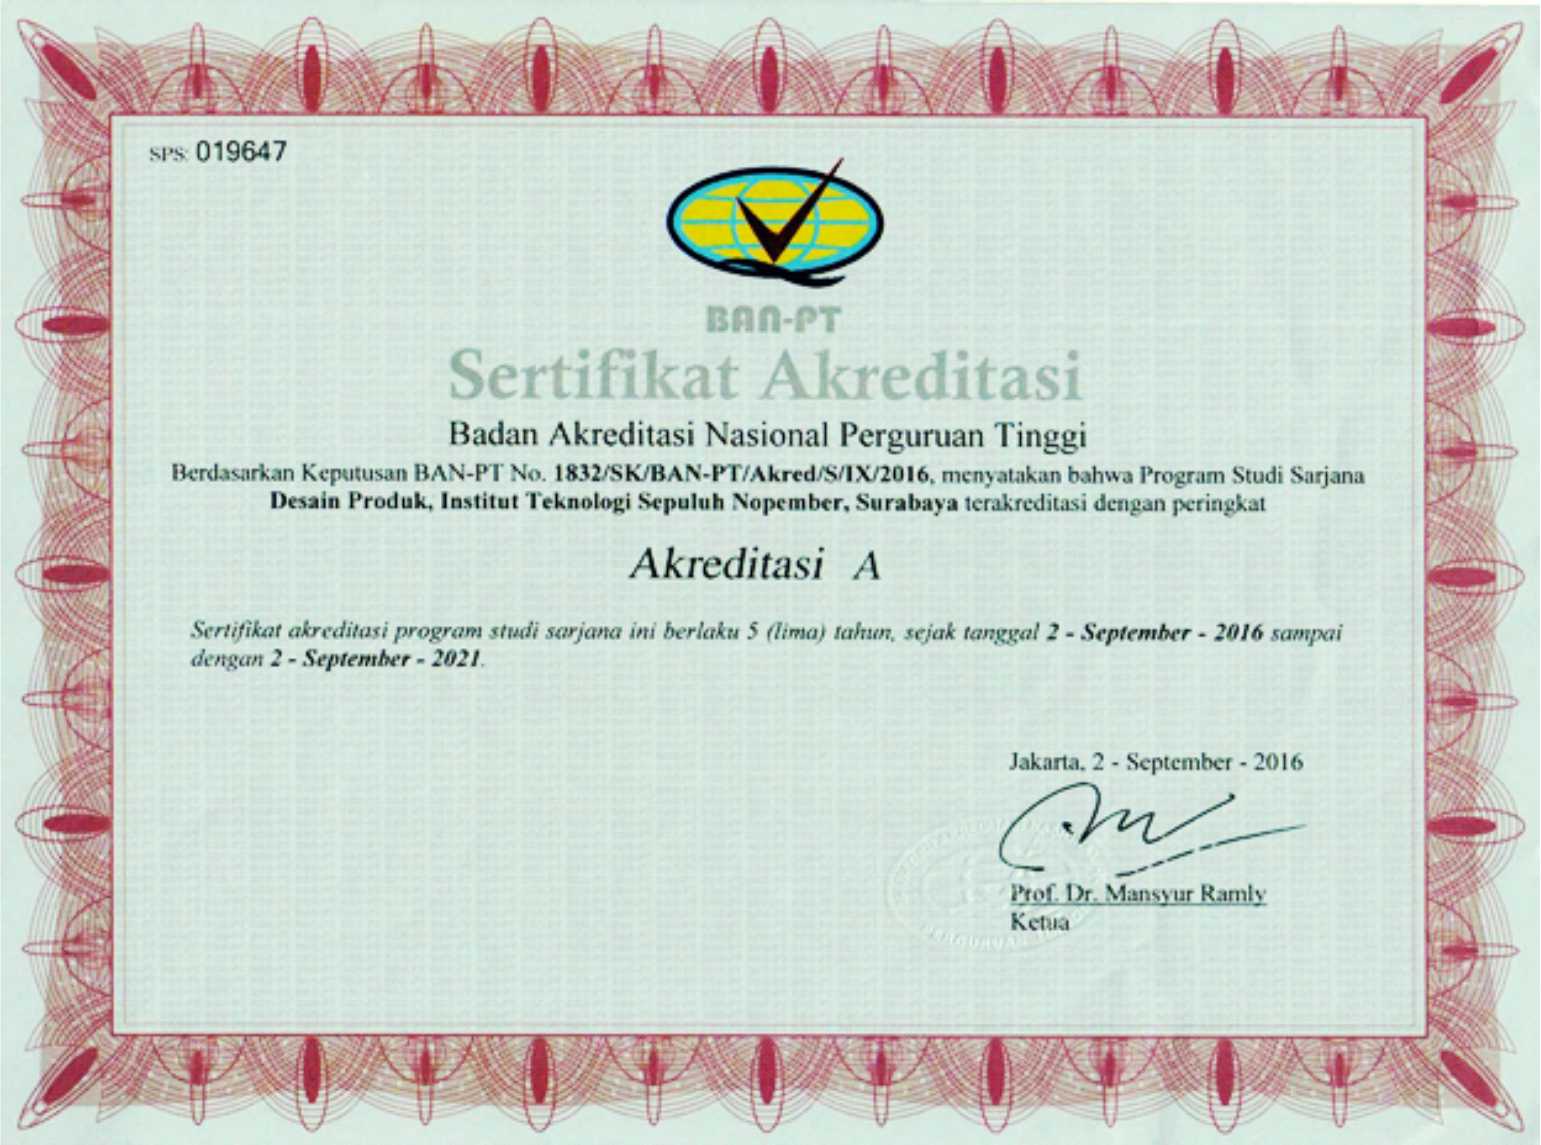 SPS: 019647
BAN-PT
Sertifikat Akreditasi
Badan Akreditasi Nasional Perguruan Tinggi
Berdasarkan Keputusan BAN-PT No. 1832/SK/BAN-PT/Akred/S/IX/2016, menyatakan bahwa Program Studi Sarjana
Desain Produk, Institut Teknologi Sepuluh Nopember, Surabaya terakreditasi dengan peringkat
Akreditasi A
Sertifikat akreditasi program studi sarjana ini berlaku 5 (lima) tahun, sejak tanggal 2 - September - 2016 sampai
dengan 2 - September - 2021.
Jakarta, 2 - September - 2016
Prof. Dr. Mansyur Ramly
Ketua